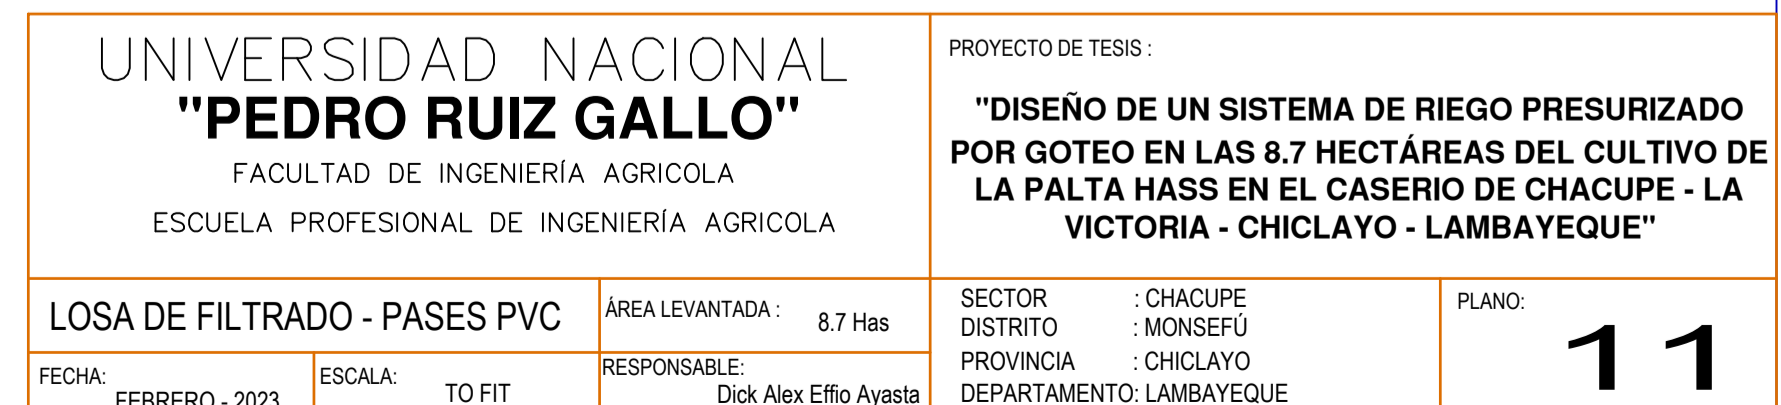 UNIVERSIDAD NACIONAL
"PEDRO RUIZ GALLO"
FACULTAD DE INGENIERÍA AGRICOLA
ESCUELA PROFESIONAL DE INGENIERÍA AGRICOLA
PROYECTO DE TESIS :
"DISEÑO DE UN SISTEMA DE RIEGO PRESURIZADO
POR GOTEO EN LAS 8.7 HECTÁREAS DEL CULTIVO DE
LA PALTA HASS EN EL CASERIO DE CHACUPE - LA
VICTORIA - CHICLAYO - LAMBAYEQUE"
LOSA DE FILTRADO - PASES PVC
ÁREA LEVANTADA :
8.7 Has
FECHA:
FEBRERO - 2023
ESCALA:
TO FIT
RESPONSABLE:
Dick Alex Effio Ayasta
SECTOR : CHACUPE
DISTRITO : MONSEFÚ
PROVINCIA : CHICLAYO
DEPARTAMENTO: LAMBAYEQUE
PLANO:
11